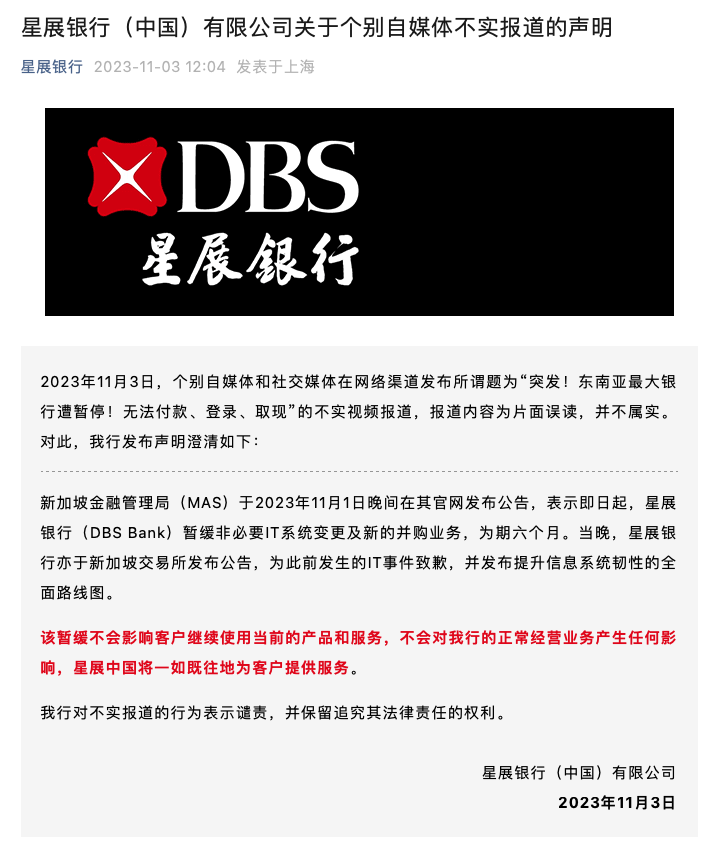 星展银行（中国）有限公司关于个别自媒体不实报道的声明
星展银行 2023-11-03 12:04 发表于上海
DBS
星展銀行
2023年11月3日，个别自媒体和社交媒体在网络渠道发布所谓题为“突发！东南亚最大银
行遭暂停！无法付款、登录、取现”的不实视频报道，报道内容为片面误读，并不属实。
对此，我行发布声明澄清如下：
新加坡金融管理局（MAS）于2023年11月1日晚间在其官网发布公告，表示即日起，星展
银行（DBS Bank）暂缓非必要IT系统变更及新的并购业务，为期六个月。当晚，星展银
行亦于新加坡交易所发布公告，为此前发生的IT事件致歉，并发布提升信息系统韧性的全
面路线图。
该暂缓不会影响客户继续使用当前的产品和服务，不会对我行的正常经营业务产生任何影
响，星展中国将一如既往地为客户提供服务。
我行对不实报道的行为表示谴责，并保留追究其法律责任的权利。
星展银行（中国）有限公司
2023年11月3日